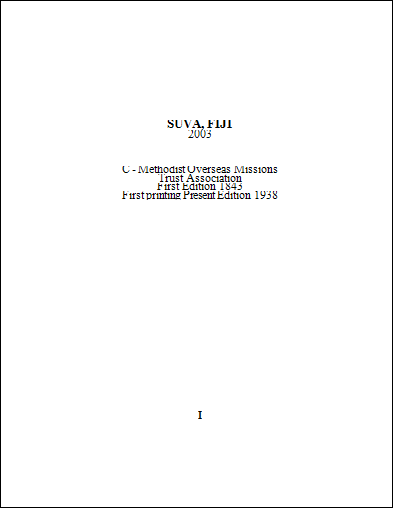 SUVA, FIJI
2003
C - Methodist Overseas Missions
Trust Association
First Edition 1843
First printing Present Edition 1938
I